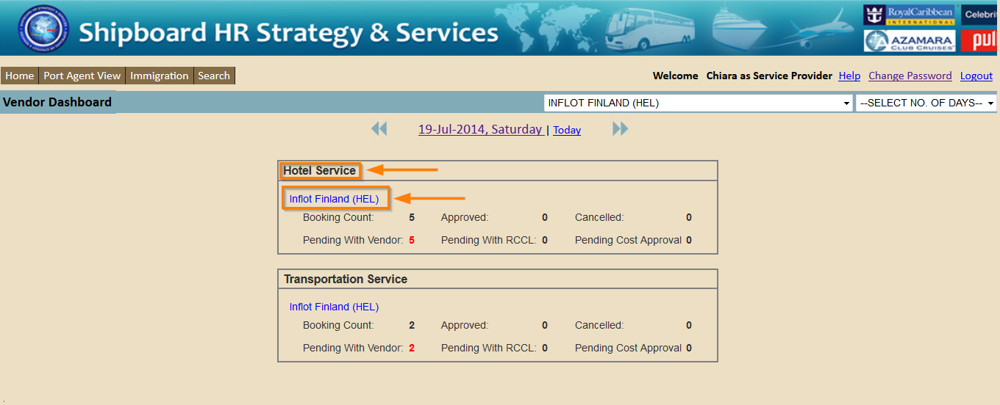 Shipboard HR Strategy & Services
RoyalCaribbean
INTERNATIONAL
AZAMARA
CLUB CRUISES
Home Port Agent View Immigration Search
Welcome Chiara as Service Provider Help Change Password Logout
Vendor Dashboard INFLOT FINLAND (HEL) --SELECT NO. OF DAYS--
19-Jul-2014, Saturday | Today
Hotel Service
Inflot Finland (HEL)
Booking Count: 5 Approved: 0 Cancelled: 0
Pending With Vendor: 5 Pending With RCCL: 0 Pending Cost Approval 0
Transportation Service
Inflot Finland (HEL)
Booking Count: 2 Approved: 0 Cancelled: 0
Pending With Vendor: 2 Pending With RCCL: 0 Pending Cost Approval 0